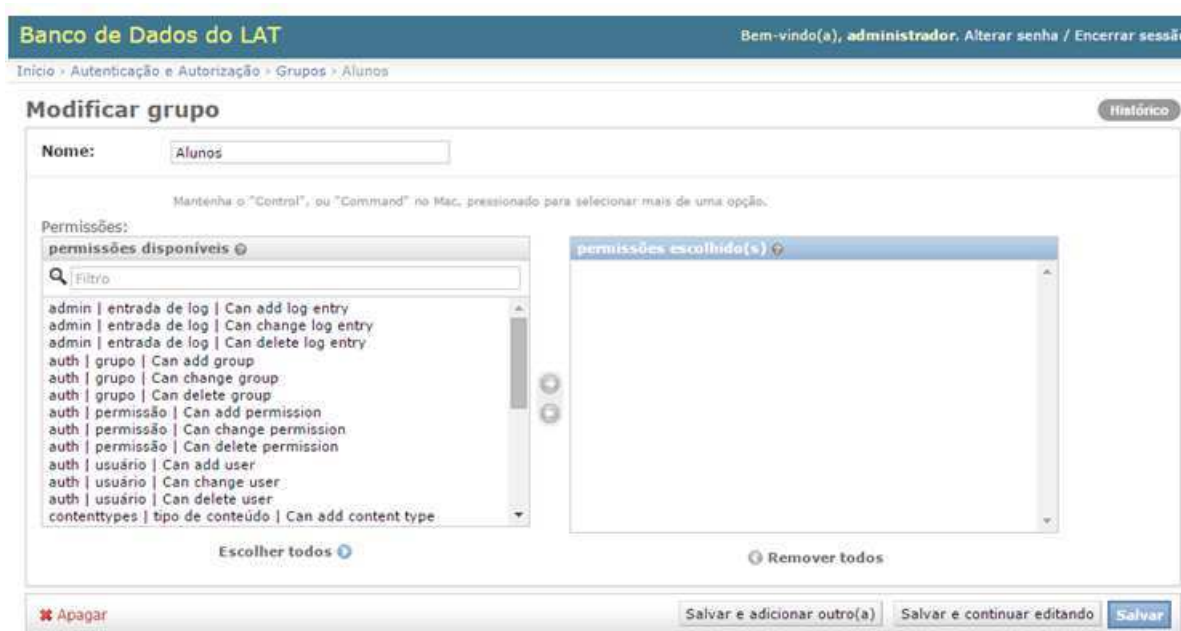 Banco de Dados do LAT
Bem-vindo(a), administrador. Alterar senha / Encerrar sessã
Início › Autenticação e Autorização › Grupos › Alunos
Modificar grupo
Histórico
Nome:
Alunos
Mantenha o "Control", ou "Command" no Mac, pressionado para selecionar mais de uma opção.
Permissões:
permissões disponíveis
permissões escolhido(s)
Filtro
admin | entrada de log | Can add log entry
admin | entrada de log | Can change log entry
admin | entrada de log | Can delete log entry
auth | grupo | Can add group
auth | grupo | Can change group
auth | grupo | Can delete group
auth | permissão | Can add permission
auth | permissão | Can change permission
auth | permissão | Can delete permission
auth | usuário | Can add user
auth | usuário | Can change user
auth | usuário | Can delete user
contenttypes | tipo de conteúdo | Can add content type
Escolher todos
Remover todos
Apagar
Salvar e adicionar outro(a)
Salvar e continuar editando
Salvar